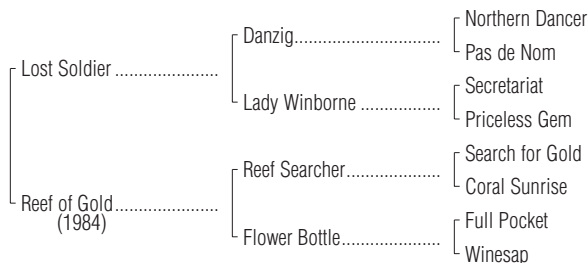 Northern Dancer
Danzig
Pas de Nom
Lost Soldier
Secretariat
Lady Winborne
Priceless Gem
Search for Gold
Reef Searcher
Coral Sunrise
Reef of Gold
(1984)
Full Pocket
Flower Bottle
Winesap